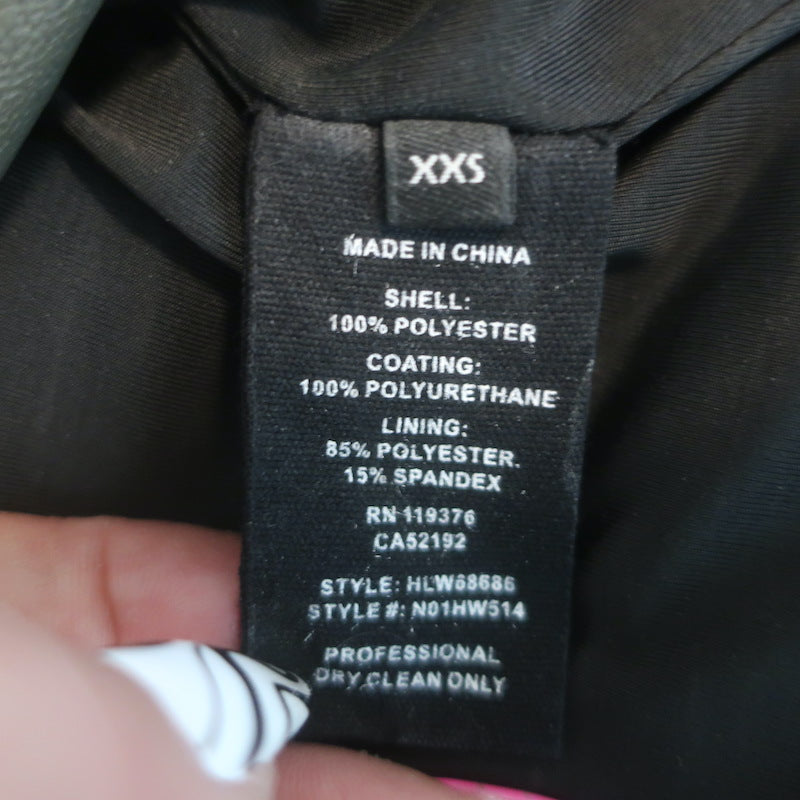 XXS
MADE IN CHINA
SHELL:
100% POLYESTER
COATING:
100% POLYURETHANE
LINING:
85% POLYESTER.
15% SPANDEX
RN 119376
CA52192
STYLE: HLW68686
STYLE#: N01HW514
PROFESSIONAL
DRY CLEAN ONLY